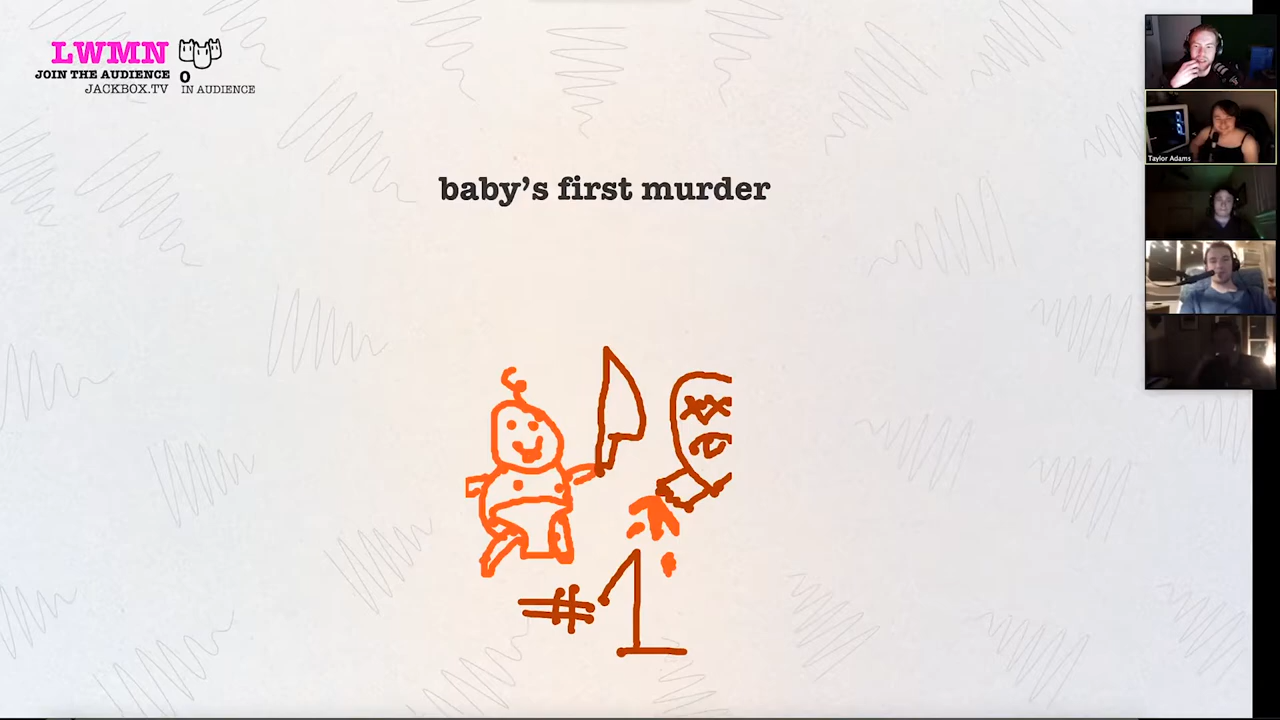 LWMN
JOIN THE AUDIENCE
JACKBOX.TV
0
IN AUDIENCE
baby’s first murder
#1
Taylor Adams